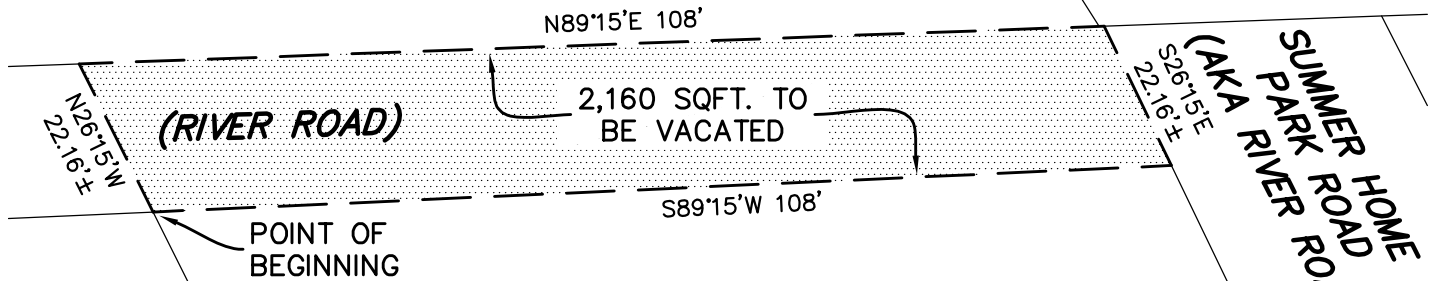 N89°15'E 108'
N26°15'W
22.16'±
(RIVER ROAD)
2,160 SQFT. TO
BE VACATED
S26°15'E
22.16'±
SUMMER HOME
PARK ROAD
(AKA RIVER
S89°15'W 108'
POINT OF
BEGINNING